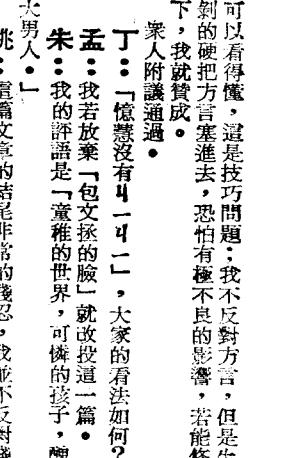 可以看得懂，這是技巧問題；我不反對方言，但是生
剝的硬把方言塞進去，恐怕有極不良的影響，若能修
下，我就贊成。
衆人附議通過。
丁：「憶慧沒有ㄐㄧㄐㄧ」，大家的看法如何？
孟：我若放棄「包文拯的臉」就改投這一篇。
朱：我的評語是「童稚的世界，可憐的孩子，醜
大男人。」
姚：這篇文章的結尾非常的殘忍，我並不反對殘